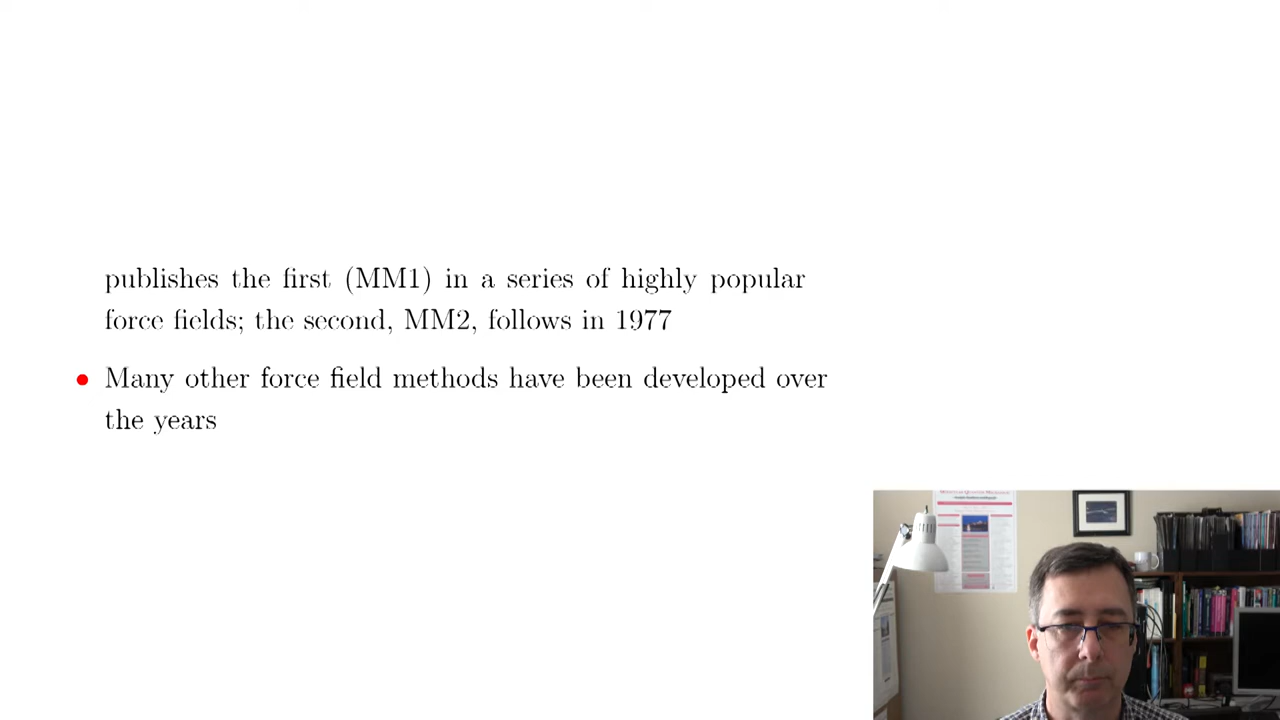 publishes the first (MM1) in a series of highly popular
force fields; the second, MM2, follows in 1977
• Many other force field methods have been developed over
the years